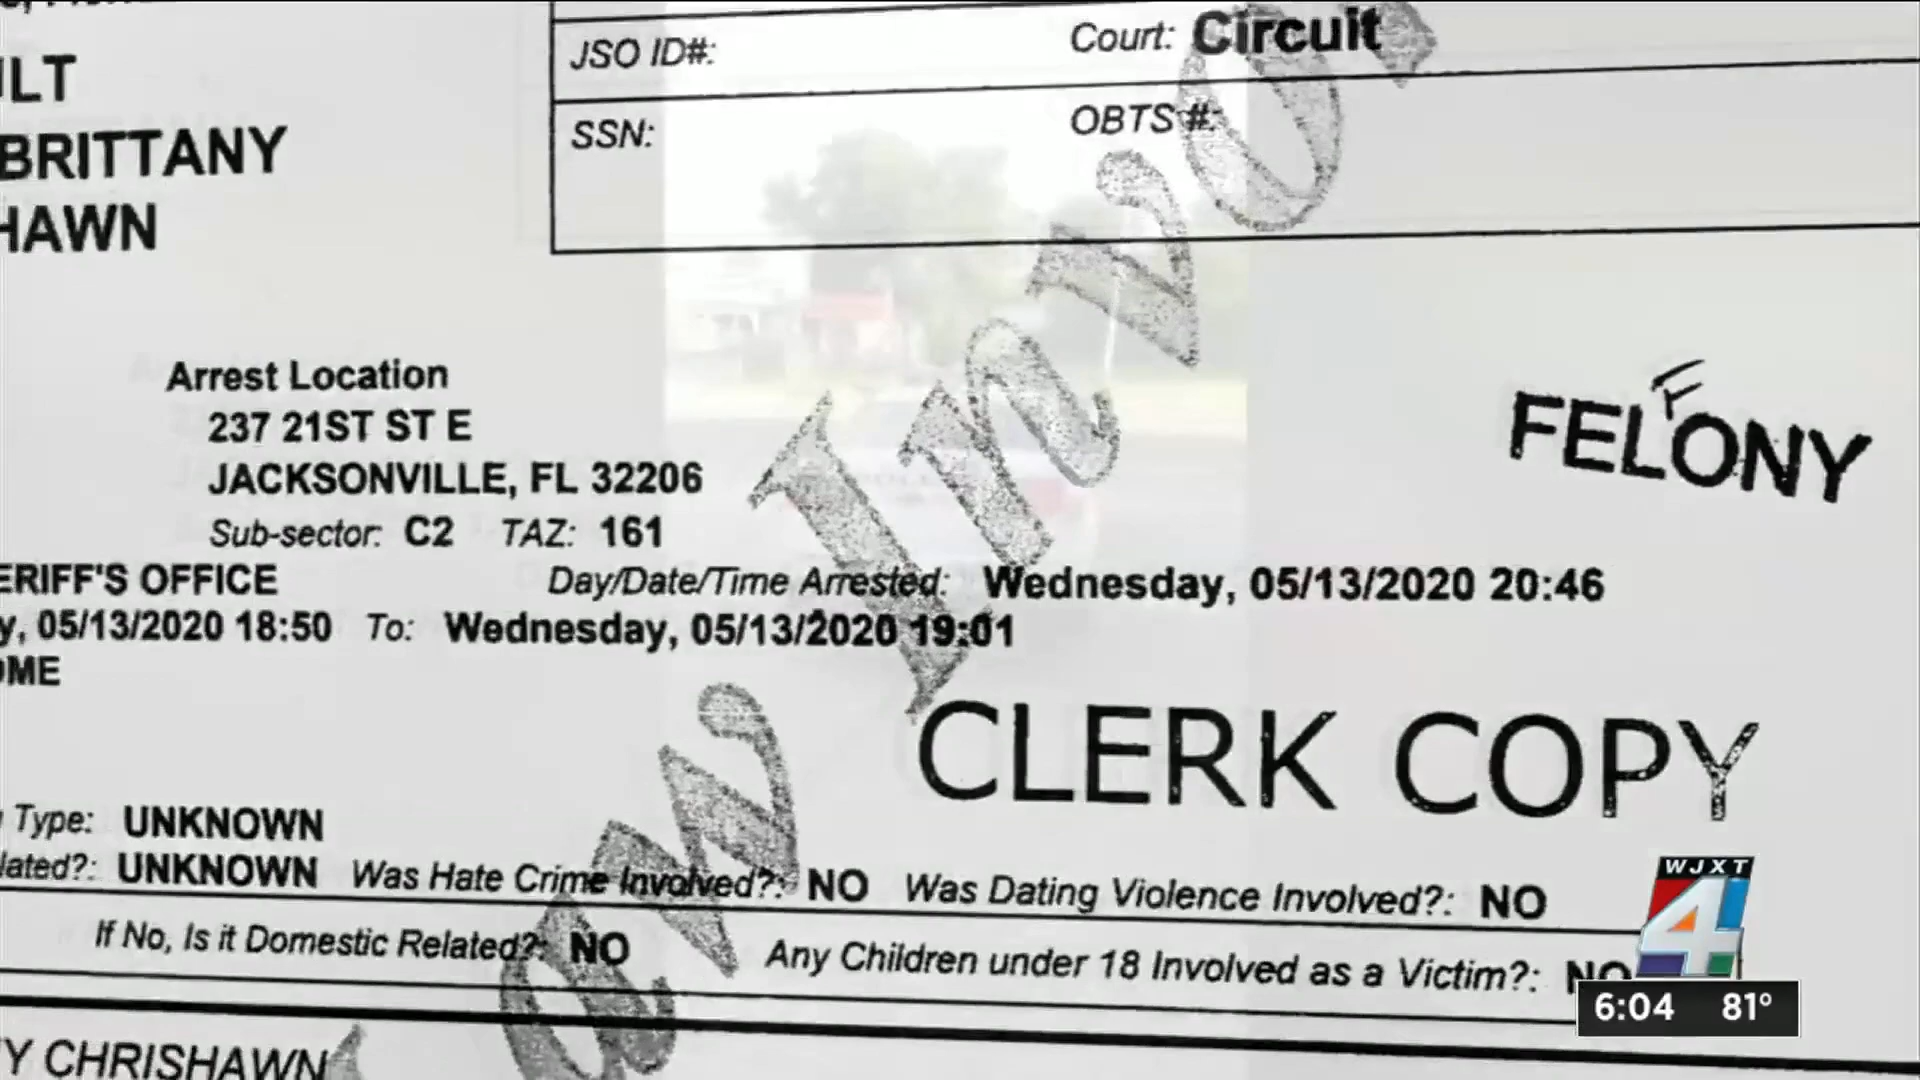 JSO ID#: Court: Circuit
SSN: OBTS #:
ULT
BRITTANY
HAWN
Arrest Location
237 21ST ST E
JACKSONVILLE, FL 32206
Sub-sector: C2 TAZ: 161
FELONY
F
ERIFF'S OFFICE Day/Date/Time Arrested: Wednesday, 05/13/2020 20:46
y, 05/13/2020 18:50 To: Wednesday, 05/13/2020 19:01
OME
CLERK COPY
Type: UNKNOWN
lated?: UNKNOWN Was Hate Crime Involved?: NO Was Dating Violence Involved?: NO
If No, Is it Domestic Related?: NO Any Children under 18 Involved as a Victim?: NO
Y CHRISHAWN
WJXT
4
6:04 81°